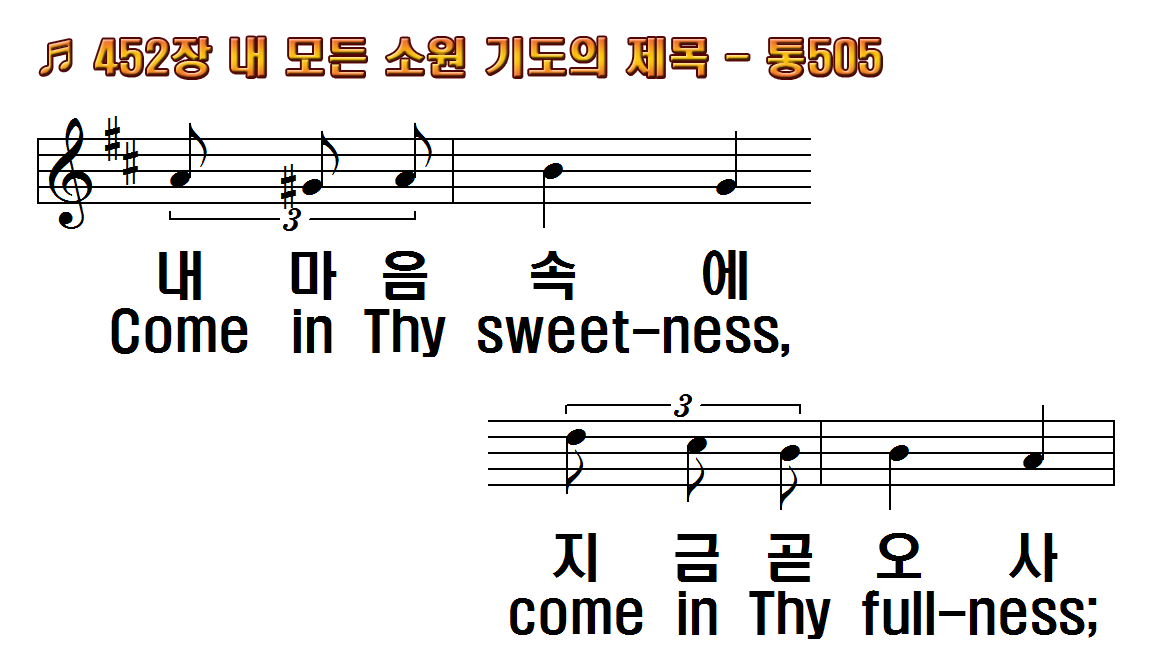 ♬ 452장 내 모든 소원 기도의 제목 - 통505
3
내 마 음 속 에
Come in Thy sweet-ness,
3
지 금 곧 오 사
come in Thy full-ness;